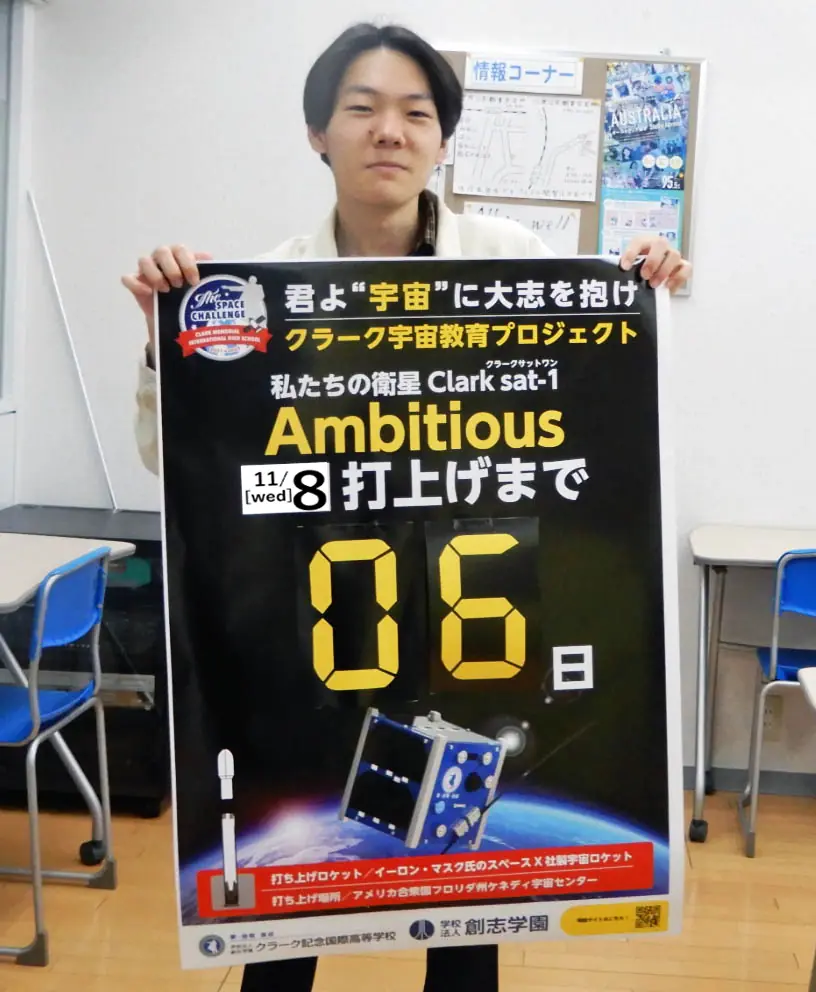 情報コーナー
AUSTRALIA
95.5
The
SPACE
CHALLENGE
CLARK MEMORIAL
INTERNATIONAL HIGH SCHOOL
君よ“宇宙”に大志を抱け
クラーク宇宙教育プロジェクト
クラークサットワン
私たちの衛星 Clark sat-1
Ambitious
11/
[wed]8 打上げまで
06日
打ち上げロケット/イーロン・マスク氏のスペースX社製宇宙ロケット
打ち上げ場所/アメリカ合衆国フロリダ州ケネディ宇宙センター
クラーク記念国際高等学校
学校
法人 創志学園